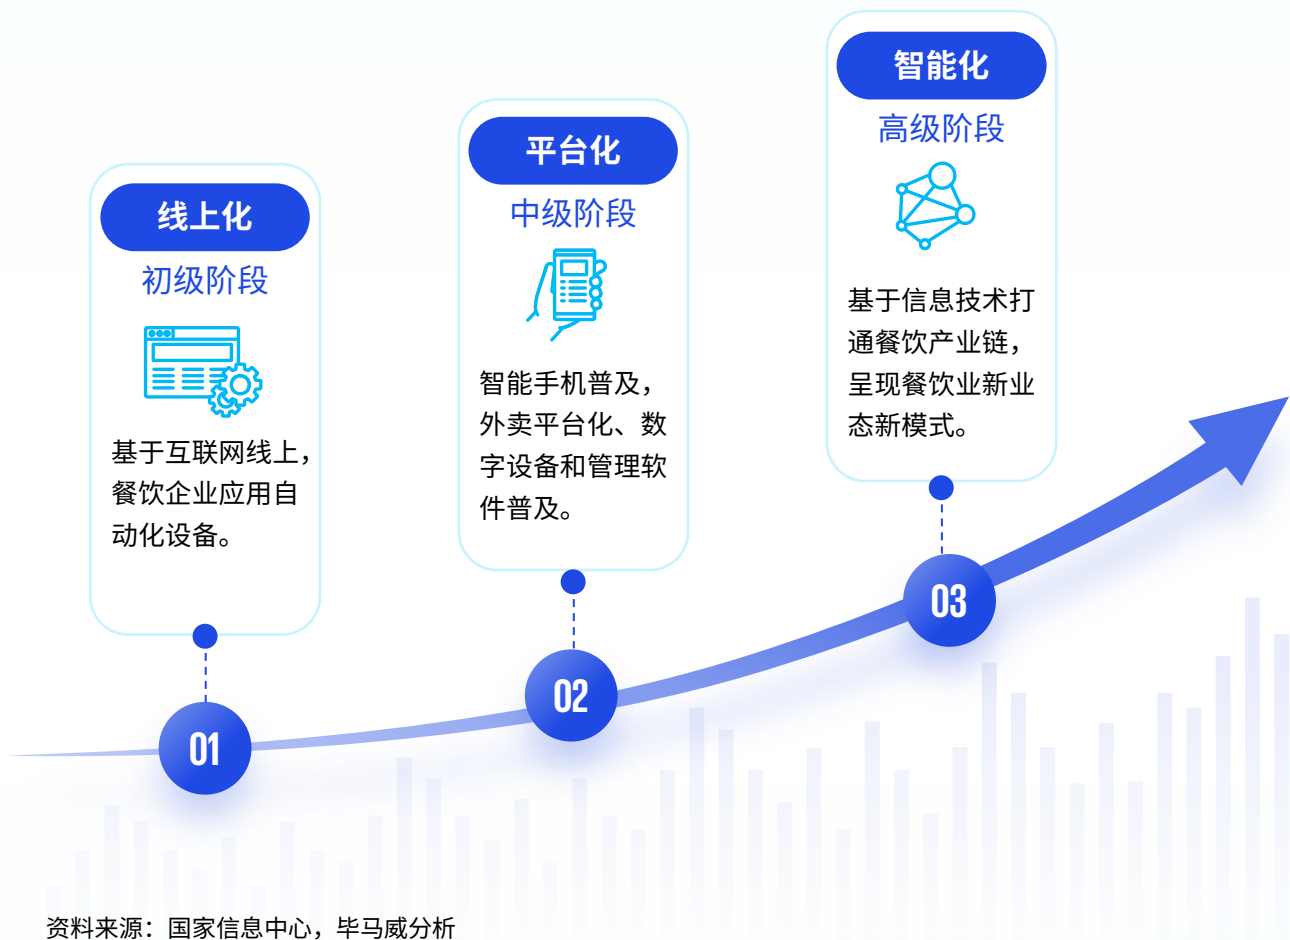 线上化
初级阶段
基于互联网线上，
餐饮企业应用自
动化设备。
01
平台化
中级阶段
智能手机普及，
外卖平台化、数
字设备和管理软
件普及。
02
智能化
高级阶段
基于信息技术打
通餐饮产业链，
呈现餐饮业新业
态新模式。
03
资料来源：国家信息中心，毕马威分析